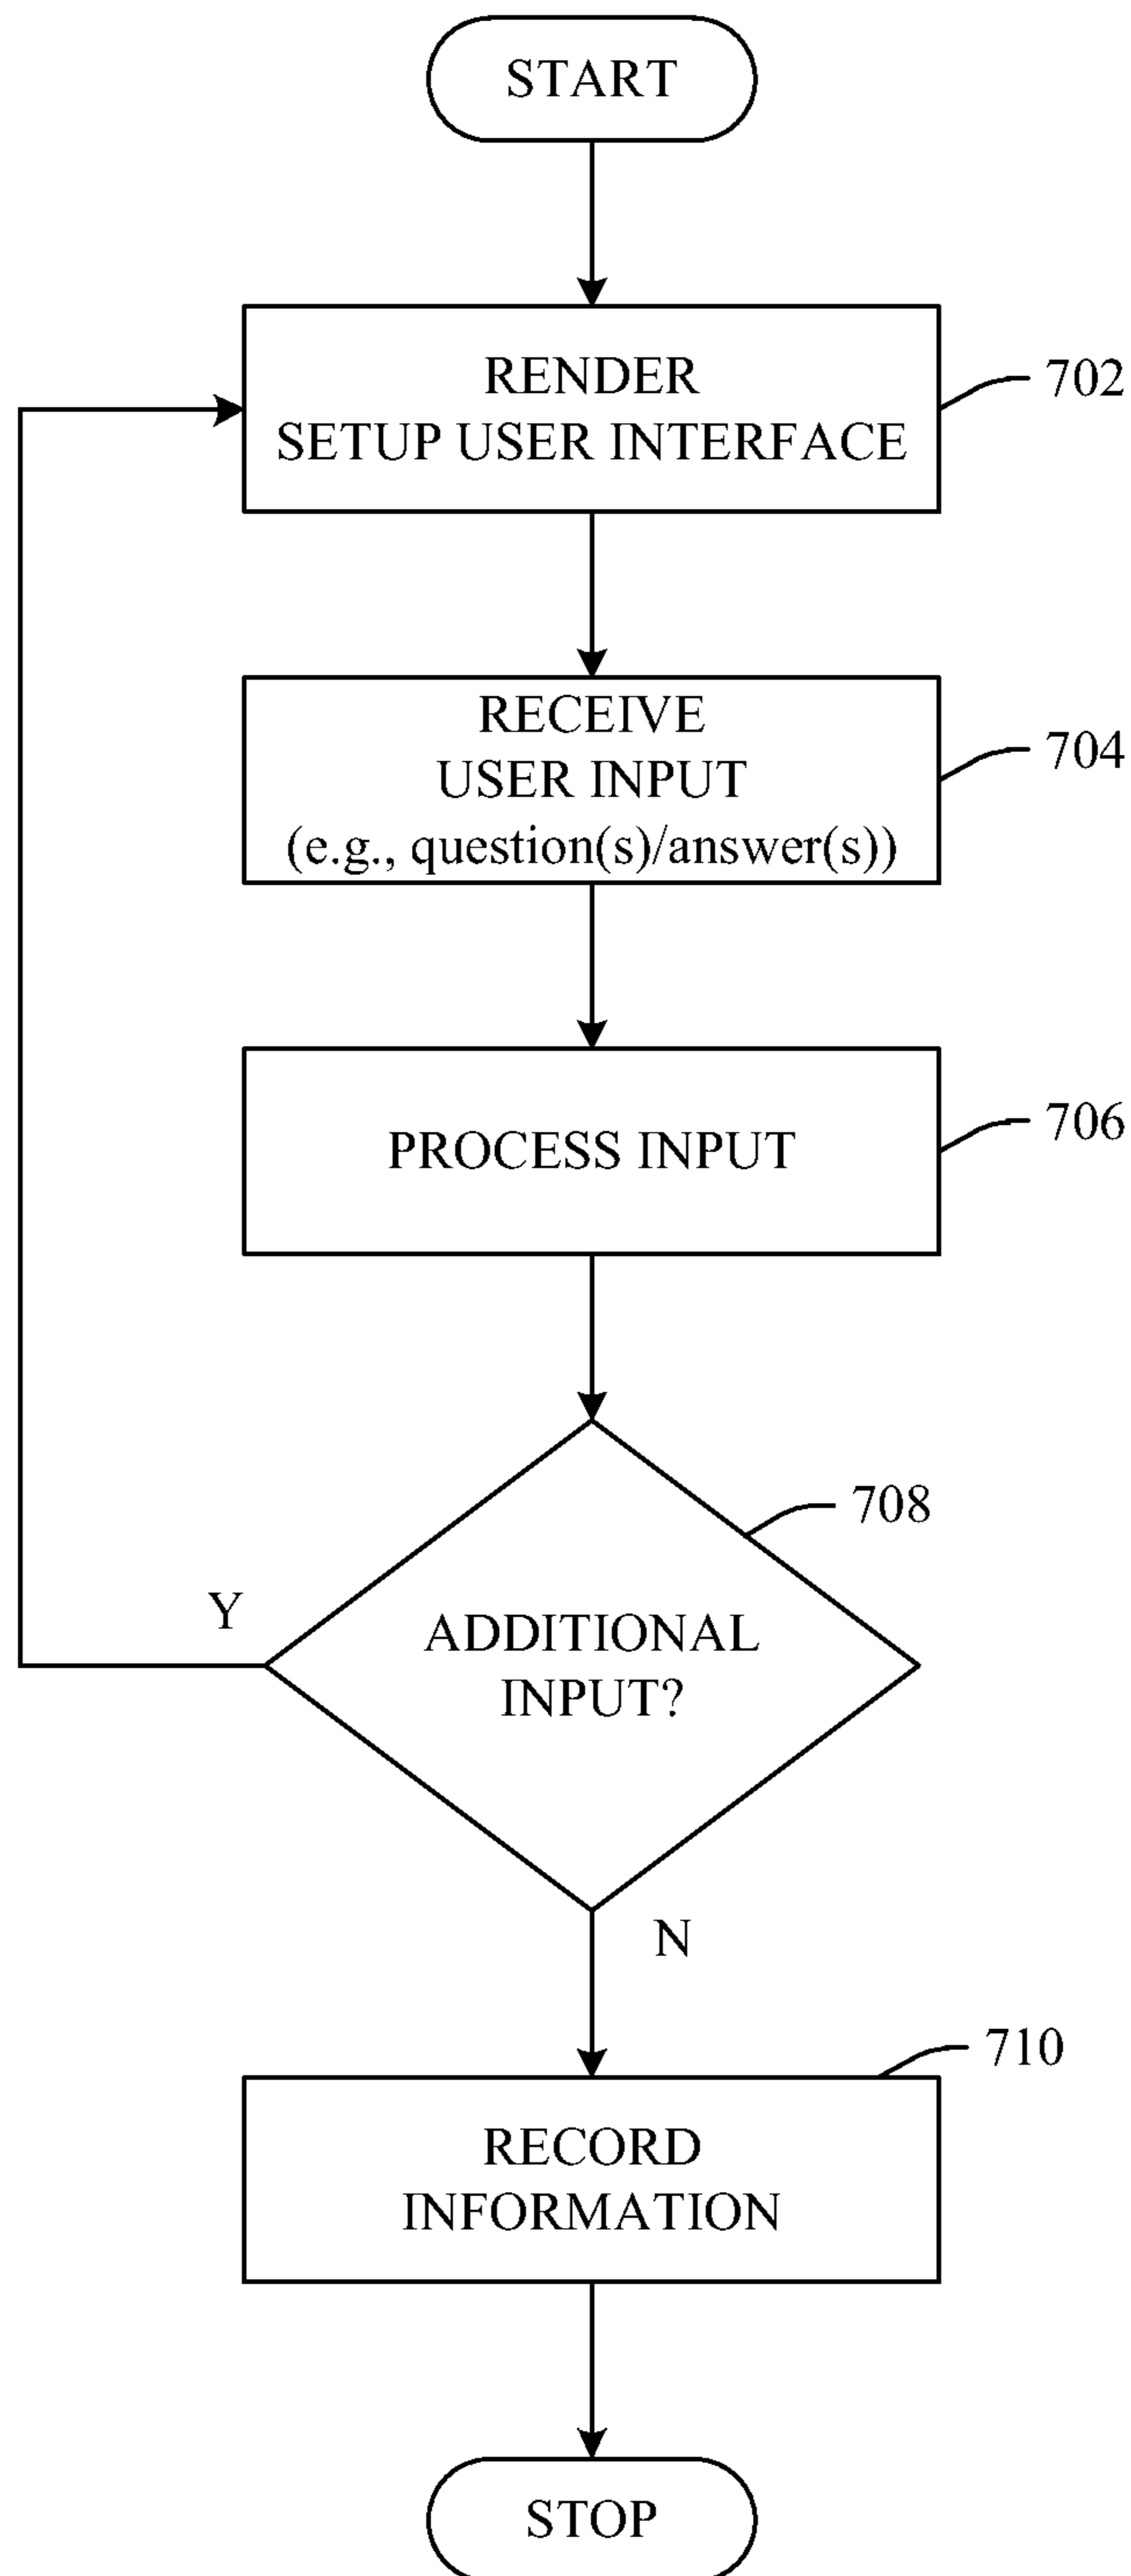 START
RENDER
SETUP USER INTERFACE
702
RECEIVE
USER INPUT
(e.g., question(s)/answer(s))
704
PROCESS INPUT
706
708
ADDITIONAL
INPUT?
Y
N
710
RECORD
INFORMATION
STOP